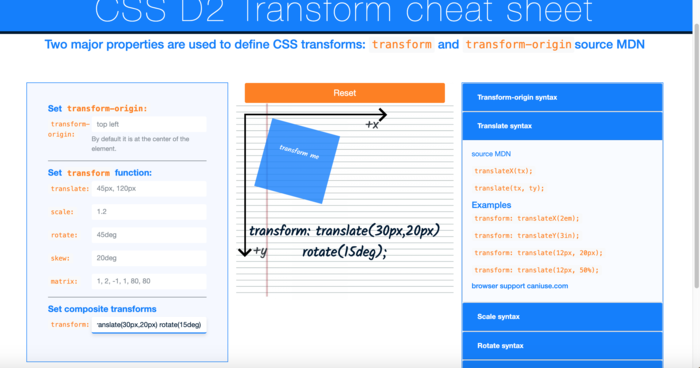 CSS D2 Transform cheat sheet
Two major properties are used to define CSS transforms: transform and transform-origin source MDN
Set transform-origin:
transform-origin: top left
By default it is at the center of the element.
Set transform function:
translate: 45px, 120px
scale: 1.2
rotate: 45deg
skew: 20deg
matrix: 1, 2, -1, 1, 80, 80
Set composite transforms
transform: anslate(30px,20px) rotate(15deg)
Reset
+x
transform me
transform: translate(30px,20px)
rotate(15deg);
+y
Transform-origin syntax
Translate syntax
source MDN
translateX(tx);
translate(tx, ty);
Examples
transform: translateX(2em);
transform: translateY(3in);
transform: translate(12px, 20px);
transform: translate(12px, 50%);
browser support caniuse.com
Scale syntax
Rotate syntax